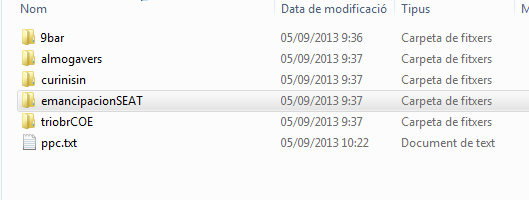 Nom Data de modificació Tipus M
9bar 05/09/2013 9:36 Carpeta de fitxers
almogavers 05/09/2013 9:37 Carpeta de fitxers
curinisin 05/09/2013 9:37 Carpeta de fitxers
emancipacionSEAT 05/09/2013 9:37 Carpeta de fitxers
triobrCOE 05/09/2013 9:37 Carpeta de fitxers
ppc.txt 05/09/2013 10:22 Document de text